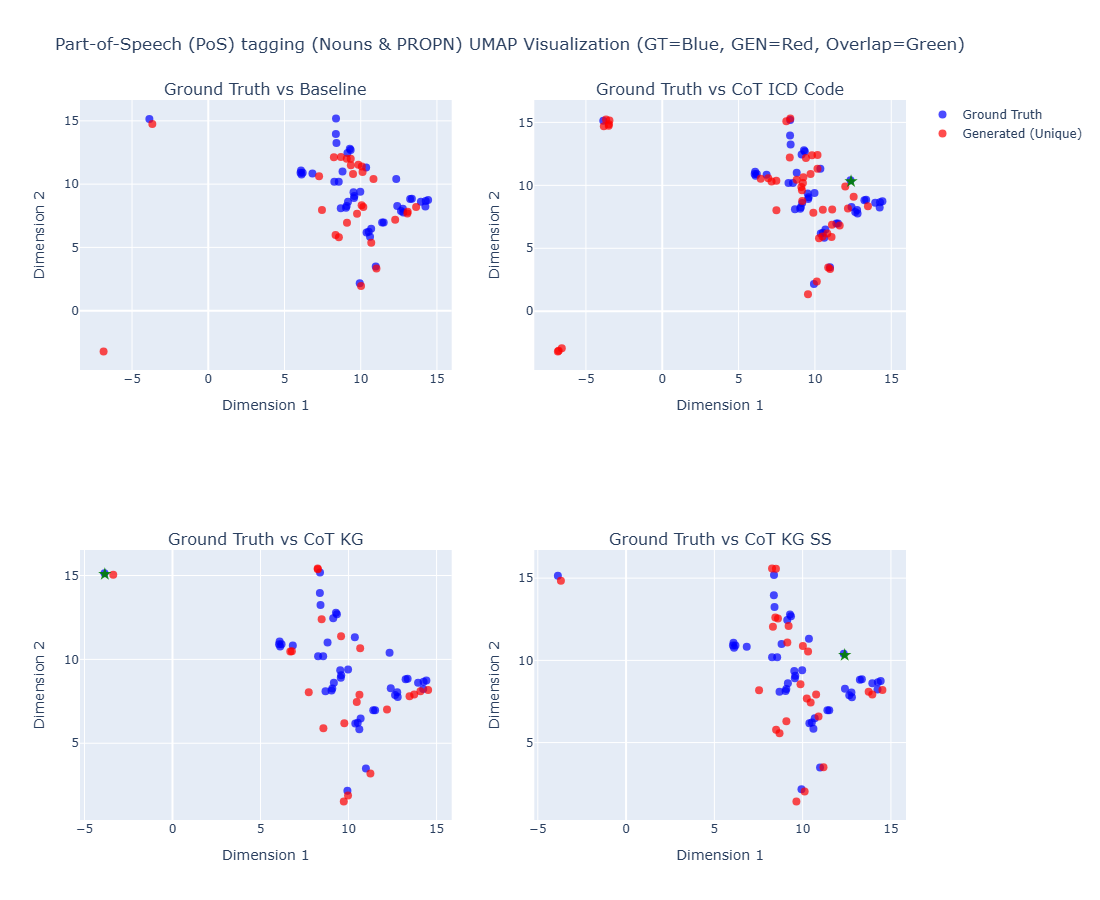 Part-of-Speech (PoS) tagging (Nouns & PROPN) UMAP Visualization (GT=Blue, GEN=Red, Overlap=Green)
Ground Truth vs Baseline
15
10
5
0
Dimension 2
−5
0
5
10
15
Dimension 1
Ground Truth vs CoT ICD Code
15
10
5
0
Dimension 2
−5
0
5
10
15
Dimension 1
Ground Truth
Generated (Unique)
Ground Truth vs CoT KG
15
10
5
Dimension 2
−5
0
5
10
15
Dimension 1
Ground Truth vs CoT KG SS
15
10
5
Dimension 2
−5
0
5
10
15
Dimension 1